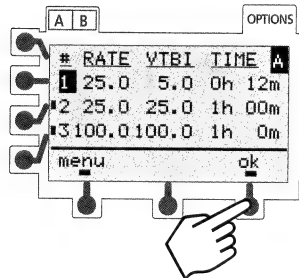 A B OPTIONS
# RATE VTBI TIME A
1 25.0 5.0 0h 12m
2 25.0 25.0 1h 00m
3 100.0 100.0 1h 0m
menu ok